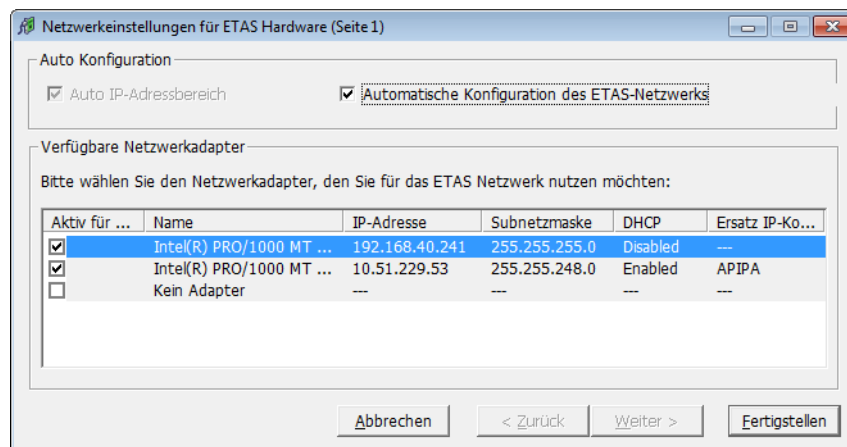 Netzwerkeinstellungen für ETAS Hardware (Seite 1)
Auto Konfiguration
Auto IP-Adressbereich Automatische Konfiguration des ETAS-Netzwerks
Verfügbare Netzwerkadapter
Bitte wählen Sie den Netzwerkadapter, den Sie für das ETAS Netzwerk nutzen möchten:
Aktiv für ... Name IP-Adresse Subnetzmaske DHCP Ersatz IP-Ko...
Intel(R) PRO/1000 MT ... 192.168.40.241 255.255.255.0 Disabled ---
Intel(R) PRO/1000 MT ... 10.51.229.53 255.255.248.0 Enabled APIPA
Kein Adapter --- --- --- ---
Abbrechen < Zurück Weiter > Fertigstellen